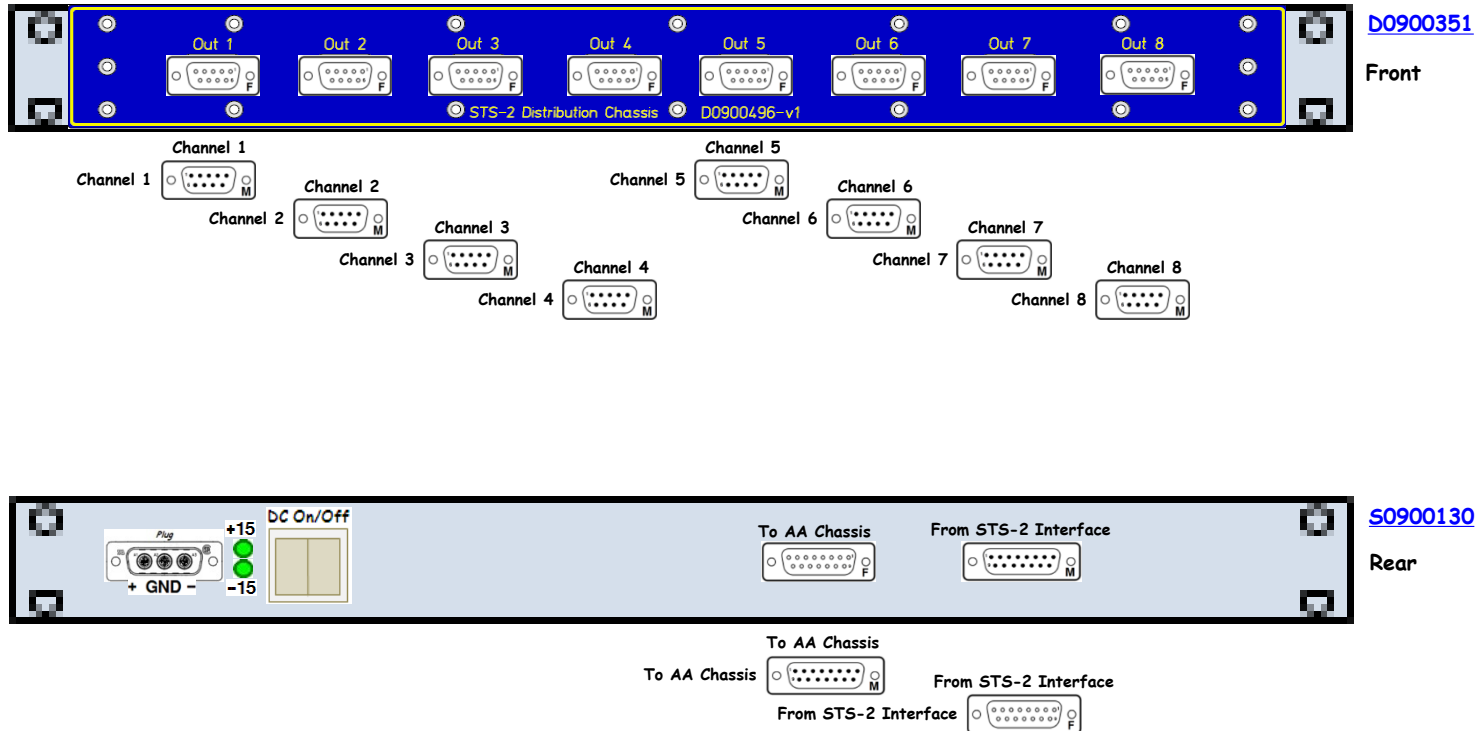 D0900351
Out 1 Out 2 Out 3 Out 4 Out 5 Out 6 Out 7 Out 8
Front
F F F F F F F F
STS-2 Distribution Chassis D0900496-v1
Channel 1 Channel 5
Channel 1 M Channel 5 M
Channel 2 Channel 6
Channel 2 M Channel 6 M
Channel 3 Channel 7
Channel 3 M Channel 7 M
Channel 4 Channel 8
Channel 4 M Channel 8 M
S0900130
DC On/Off
Plug +15 To AA Chassis From STS-2 Interface
Rear
F M
+ GND - -15
To AA Chassis
To AA Chassis M
From STS-2 Interface
From STS-2 Interface F